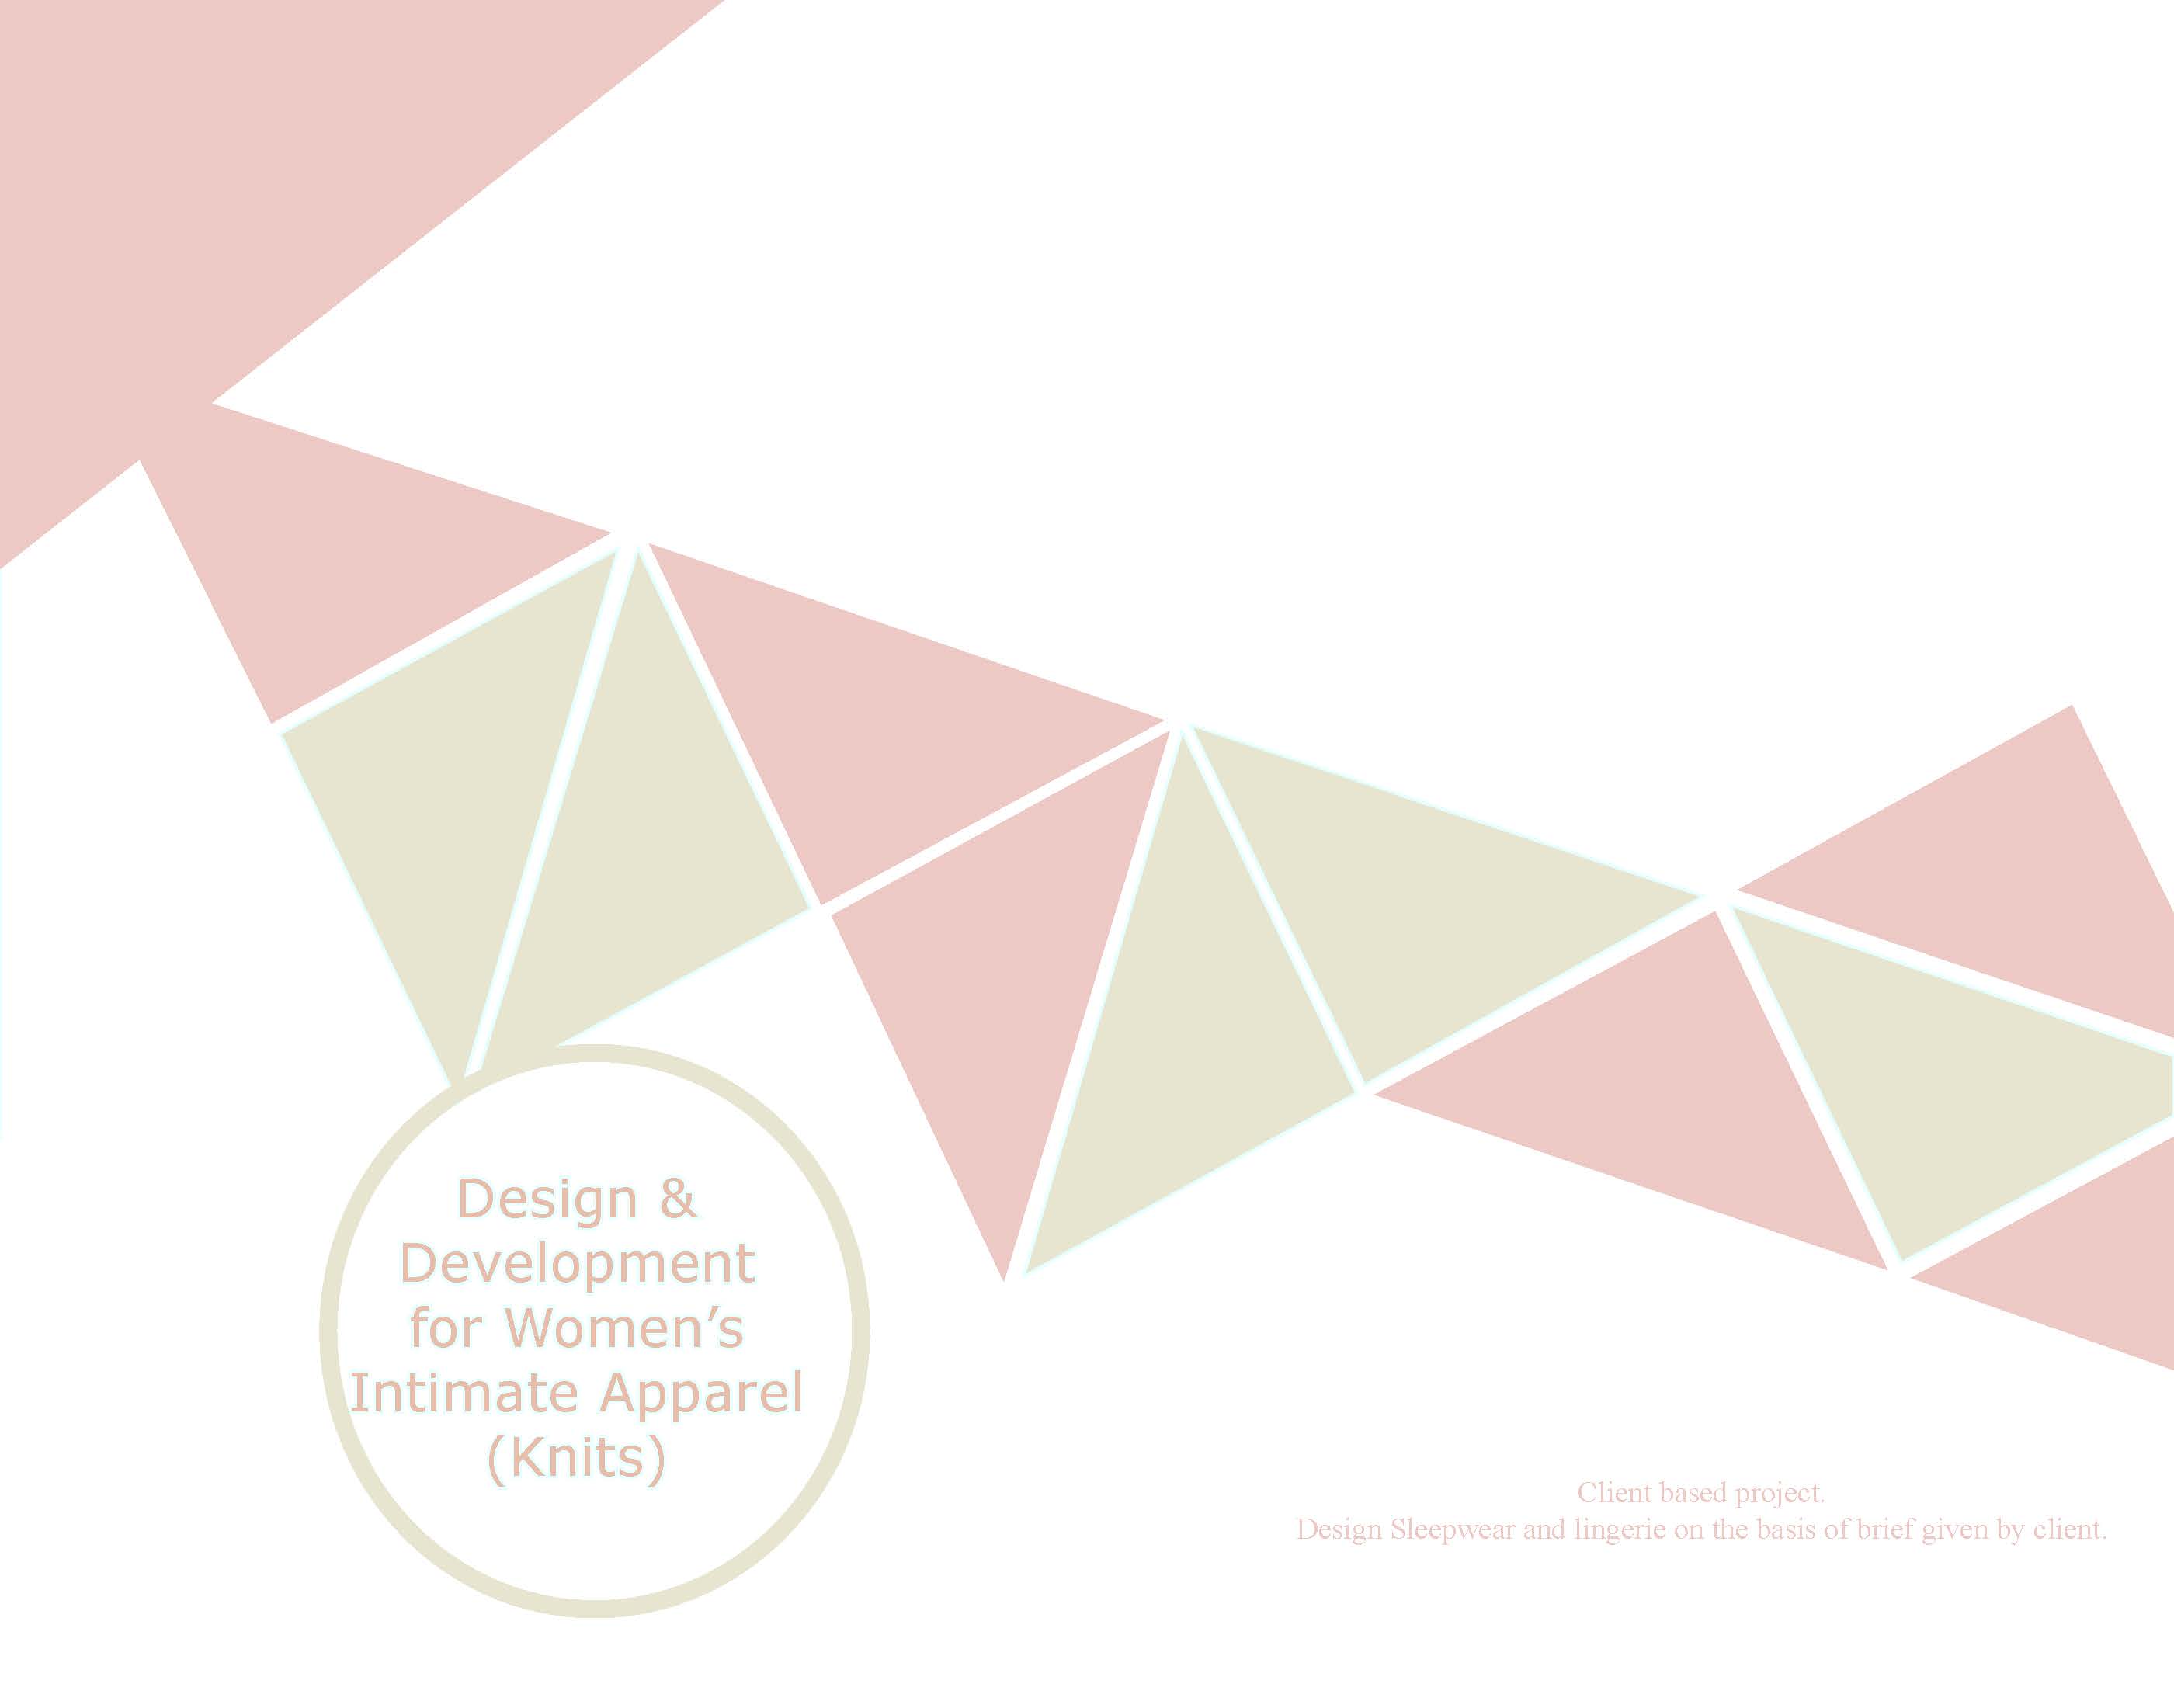 Design &
Development
for Women’s
Intimate Apparel
(Knits)
Client based project.
Design Sleepwear and lingerie on the basis of brief given by client.